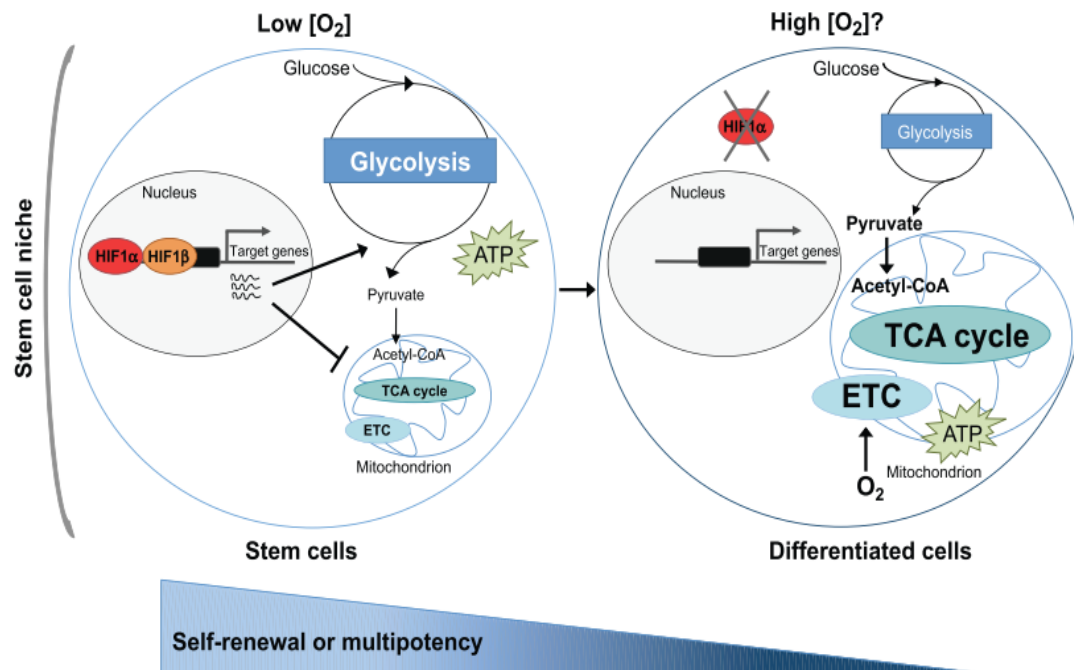 Low [O₂]
High [O₂]?
Stem cell niche
Glucose
Glycolysis
Nucleus
HIF1α
HIF1β
Target genes
ATP
Pyruvate
Acetyl-CoA
TCA cycle
ETC
Mitochondrion
Stem cells
Glucose
HIF1α
Glycolysis
Nucleus
Target genes
Pyruvate
Acetyl-CoA
TCA cycle
ETC
ATP
Mitochondrion
O₂
Differentiated cells
Self-renewal or multipotency